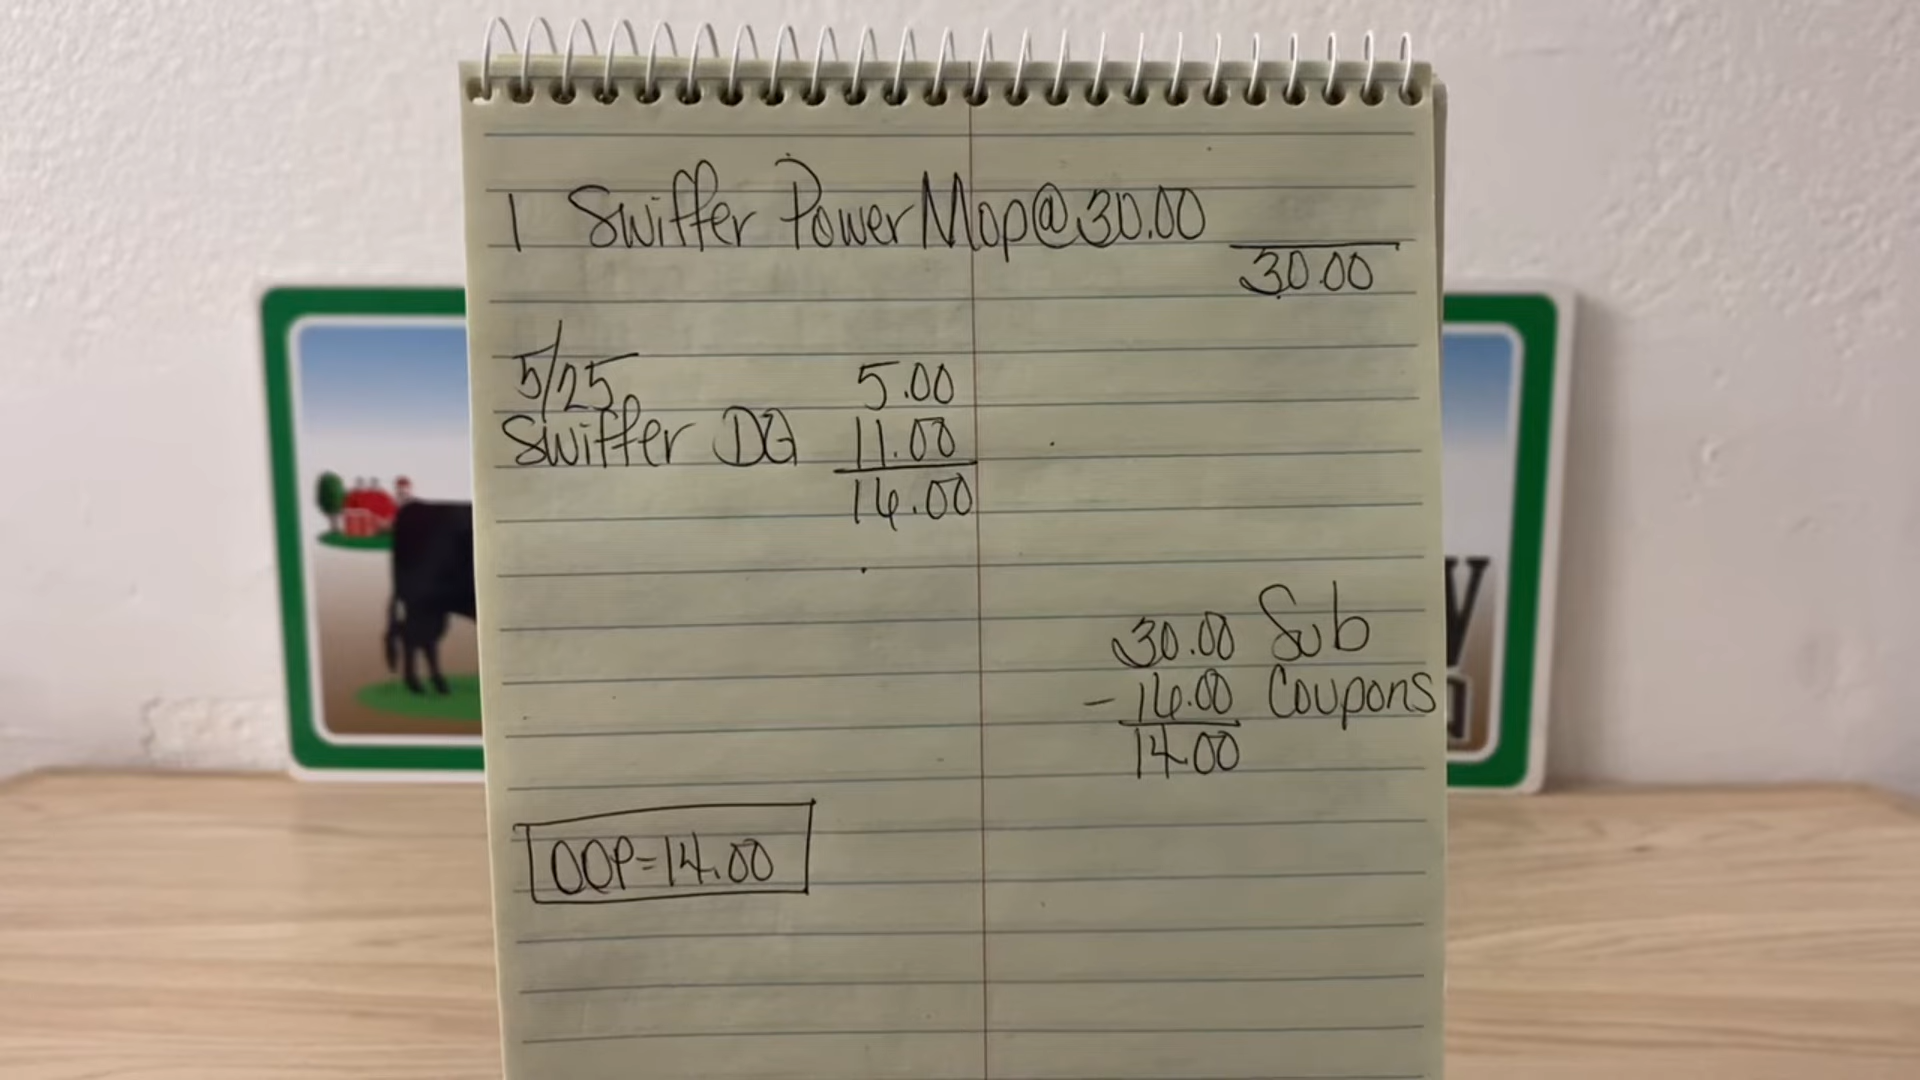 1 Swiffer Power Mop @ 30.00
30.00
5/25 5.00
Swiffer DG 11.00
16.00
30.00 Sub
- 16.00 Coupons
14.00
OOP = 14.00